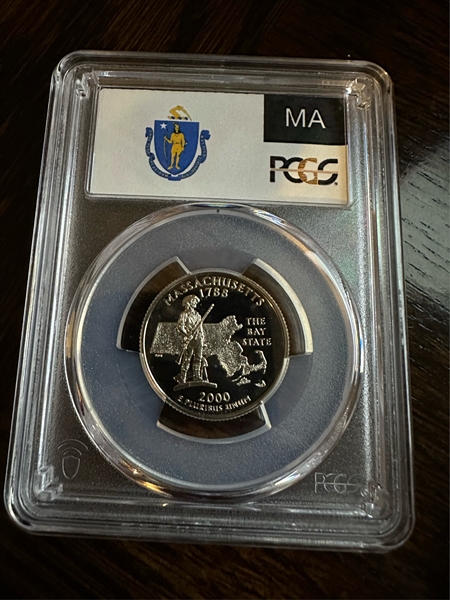 MA
PCGS
MASSACHUSETTS
1788
THE
BAY
STATE
2000
E PLURIBUS UNUM
PCGS